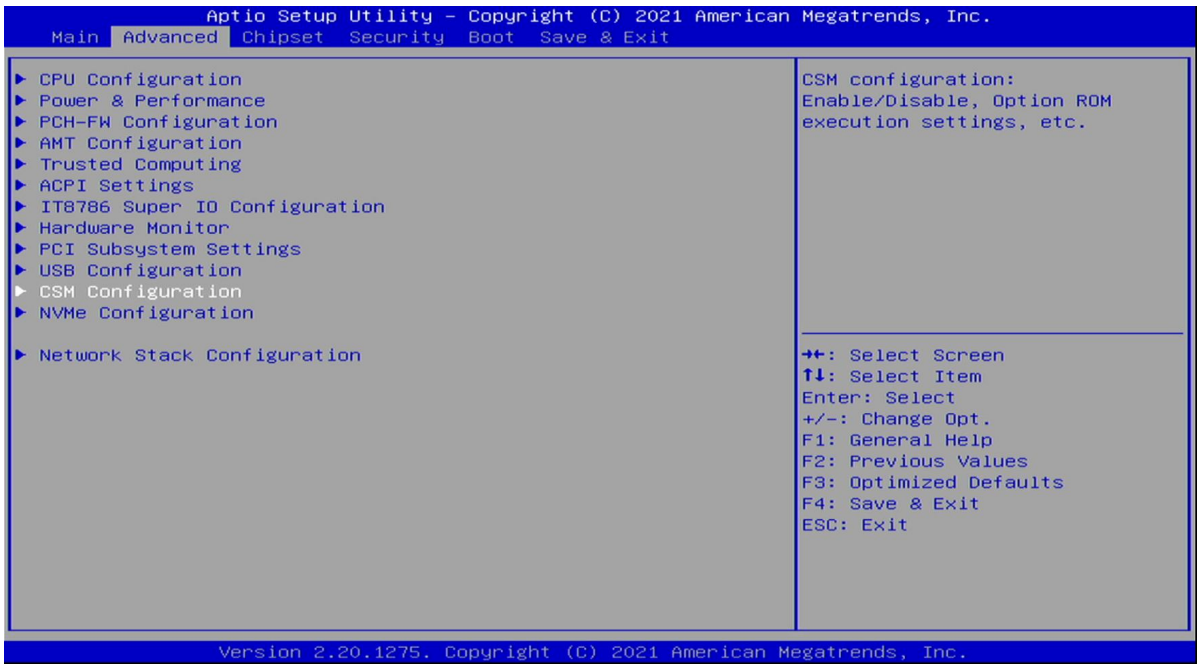 Aptio Setup Utility – Copyright (C) 2021 American Megatrends, Inc.
Main Advanced Chipset Security Boot Save & Exit
► CPU Configuration
► Power & Performance
► PCH-FW Configuration
► AMT Configuration
► Trusted Computing
► ACPI Settings
► IT8786 Super IO Configuration
► Hardware Monitor
► PCI Subsystem Settings
► USB Configuration
► CSM Configuration
► NVMe Configuration
► Network Stack Configuration
CSM configuration:
Enable/Disable, Option ROM
execution settings, etc.
→←: Select Screen
↑↓: Select Item
Enter: Select
+/-: Change Opt.
F1: General Help
F2: Previous Values
F3: Optimized Defaults
F4: Save & Exit
ESC: Exit
Version 2.20.1275. Copyright (C) 2021 American Megatrends, Inc.